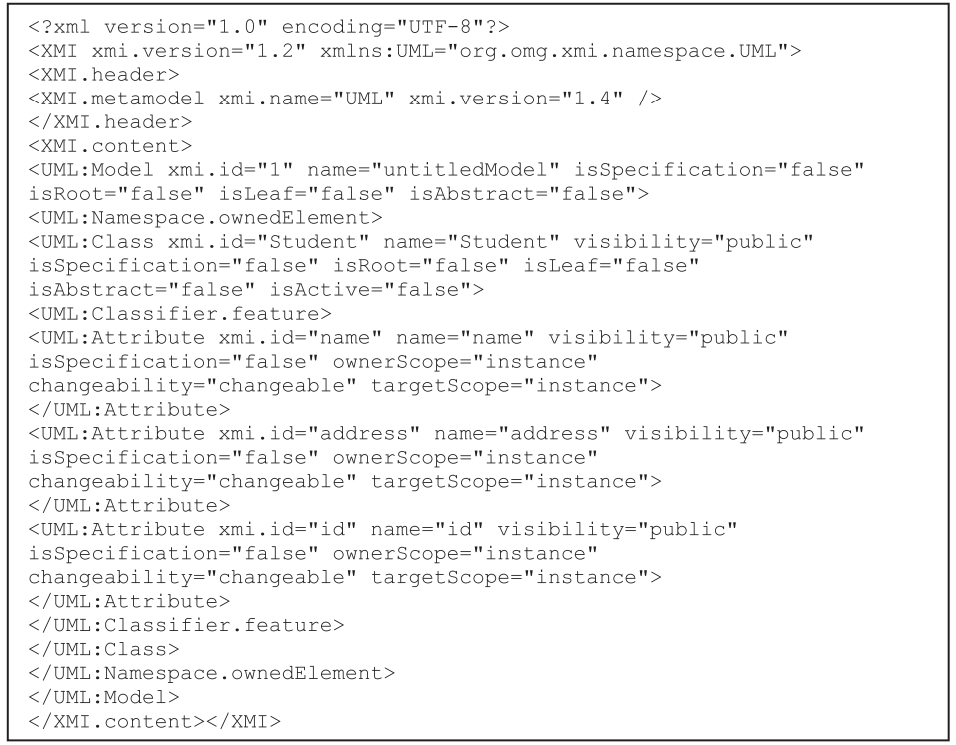 <?xml version="1.0" encoding="UTF-8"?>
<XMI xmi.version="1.2" xmlns:UML="org.omg.xmi.namespace.UML">
<XMI.header>
<XMI.metamodel xmi.name="UML" xmi.version="1.4" />
</XMI.header>
<XMI.content>
<UML:Model xmi.id="1" name="untitledModel" isSpecification="false"
isRoot="false" isLeaf="false" isAbstract="false">
<UML:Namespace.ownedElement>
<UML:Class xmi.id="Student" name="Student" visibility="public"
isSpecification="false" isRoot="false" isLeaf="false"
isAbstract="false" isActive="false">
<UML:Classifier.feature>
<UML:Attribute xmi.id="name" name="name" visibility="public"
isSpecification="false" ownerScope="instance"
changeability="changeable" targetScope="instance">
</UML:Attribute>
<UML:Attribute xmi.id="address" name="address" visibility="public"
isSpecification="false" ownerScope="instance"
changeability="changeable" targetScope="instance">
</UML:Attribute>
<UML:Attribute xmi.id="id" name="id" visibility="public"
isSpecification="false" ownerScope="instance"
changeability="changeable" targetScope="instance">
</UML:Attribute>
</UML:Classifier.feature>
</UML:Class>
</UML:Namespace.ownedElement>
</UML:Model>
</XMI.content></XMI>